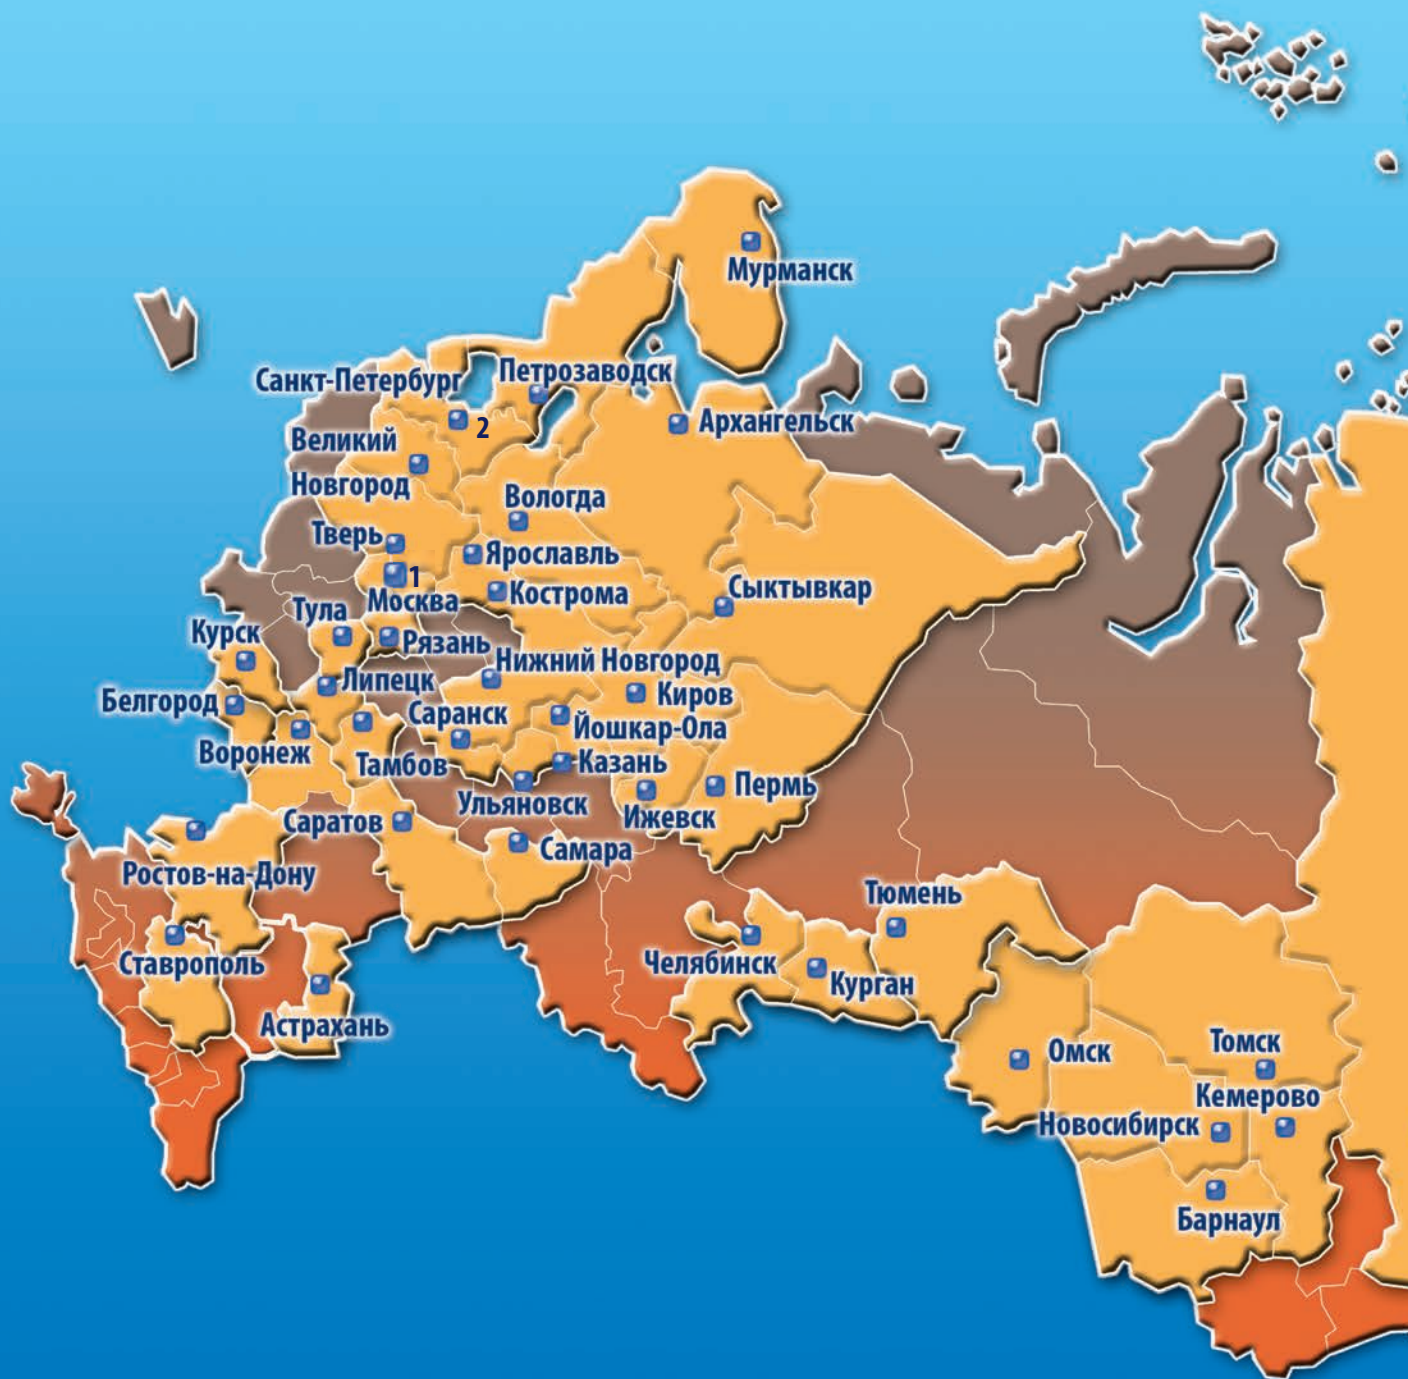 Мурманск
Петрозаводск
Санкт-Петербург
2
Архангельск
Великий
Новгород
Вологда
Тверь
Ярославль
1
Москва
Кострома
Сыктывкар
Тула
Курск
Рязань
Нижний Новгород
Липецк
Киров
Белгород
Саранск
Йошкар-Ола
Воронеж
Тамбов
Казань
Пермь
Ульяновск
Ижевск
Саратов
Самара
Ростов-на-Дону
Тюмень
Ставрополь
Челябинск
Курган
Астрахань
Омск
Томск
Кемерово
Новосибирск
Барнаул